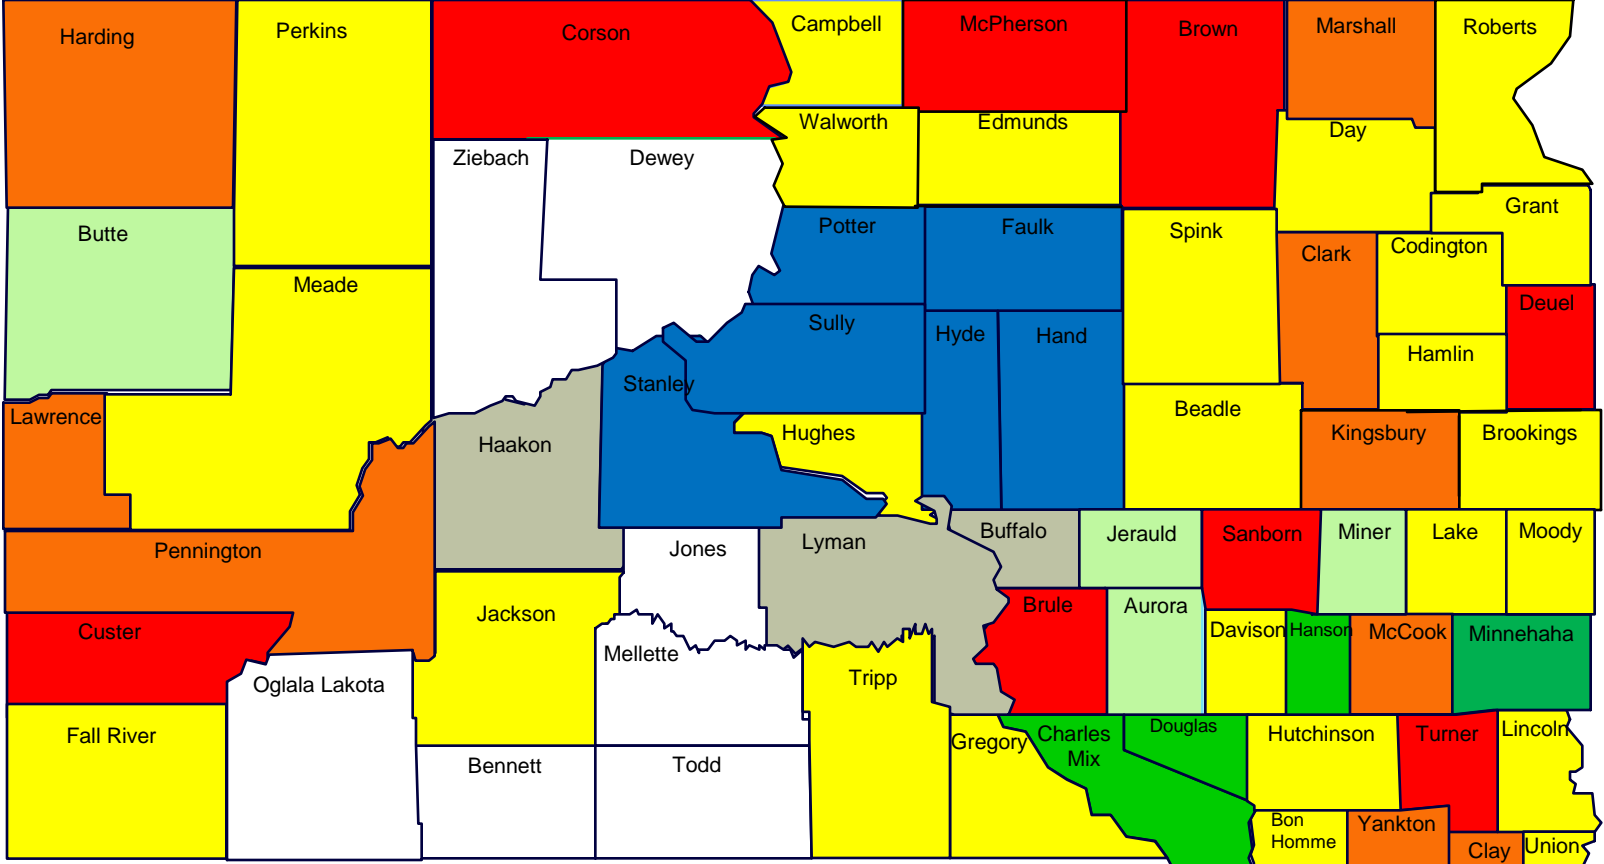 Harding
Perkins
Corson
Campbell
McPherson
Brown
Marshall
Roberts
Ziebach
Dewey
Walworth
Edmunds
Day
Grant
Butte
Meade
Potter
Faulk
Spink
Clark
Codington
Deuel
Sully
Hyde
Hand
Hamlin
Lawrence
Stanley
Haakon
Hughes
Beadle
Kingsbury
Brookings
Pennington
Jones
Lyman
Buffalo
Jerauld
Sanborn
Miner
Lake
Moody
Custer
Jackson
Brule
Aurora
Davison
Hanson
McCook
Minnehaha
Oglala Lakota
Mellette
Tripp
Fall River
Bennett
Todd
Gregory
Charles
Mix
Douglas
Hutchinson
Turner
Lincoln
Bon
Homme
Yankton
Clay
Union